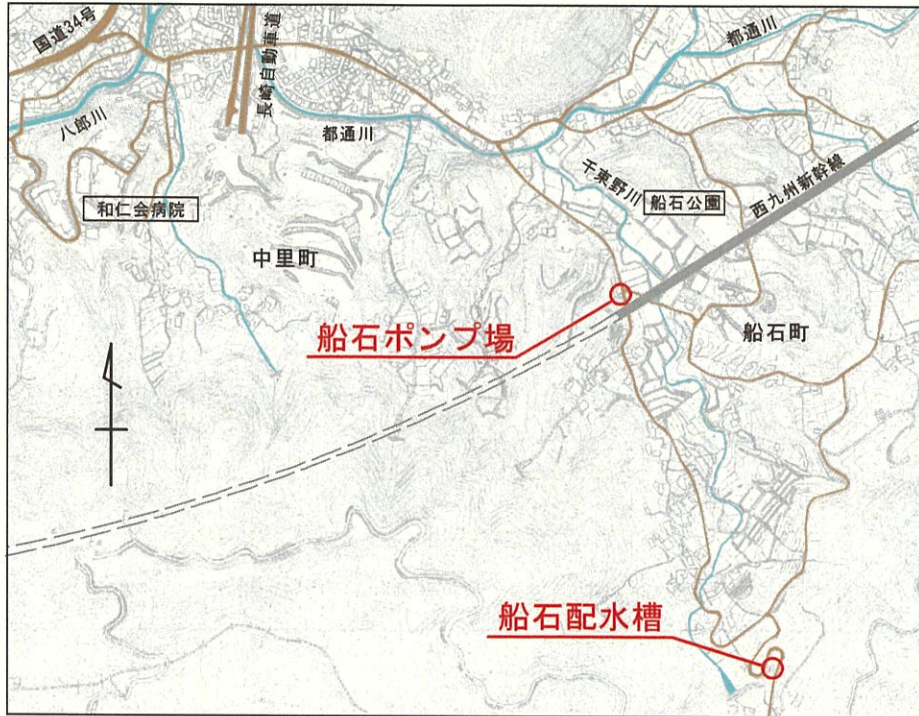 国道34号
長崎自動車道
都通川
八郎川
都通川
千束野川
船石公園
西九州新幹線
和仁会病院
中里町
船石ポンプ場
船石町
船石配水槽